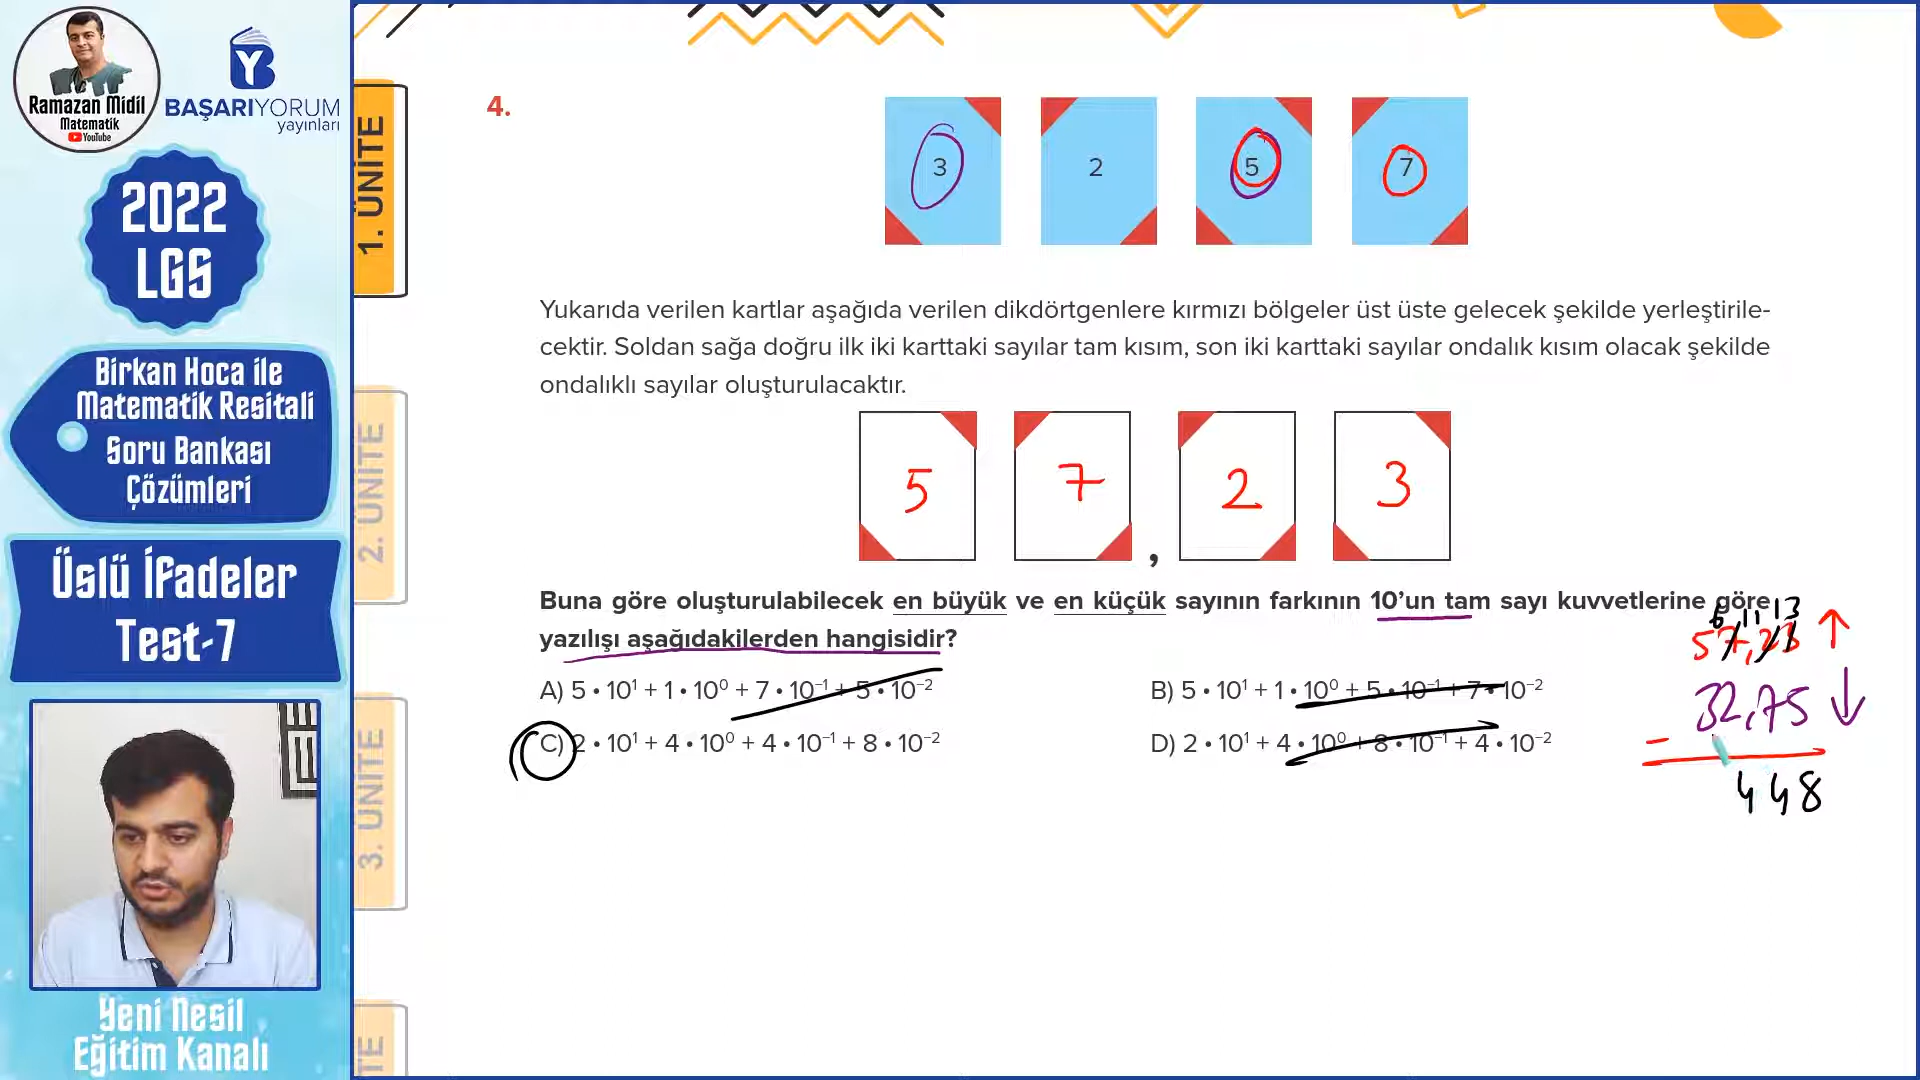 Ramazan Midil
Matematik
YouTube
BAŞARIYORUM
yayınları
2022
LGS
Birkan Hoca ile
Matematik Resitali
Soru Bankası
Çözümleri
Üslü İfadeler
Test-7
Yeni Nesil
Eğitim Kanalı
1. ÜNİTE
2. ÜNİTE
3. ÜNİTE
TE
4.
3 2 5 7
Yukarıda verilen kartlar aşağıda verilen dikdörtgenlere kırmızı bölgeler üst üste gelecek şekilde yerleştirile-
cektir. Soldan sağa doğru ilk iki karttaki sayılar tam kısım, son iki karttaki sayılar ondalık kısım olacak şekilde
ondalıklı sayılar oluşturulacaktır.
5 7 , 2 3
Buna göre oluşturulabilecek en büyük ve en küçük sayının farkının 10’un tam sayı kuvvetlerine göre
yazılışı aşağıdakilerden hangisidir?
A) 5 • 10¹ + 1 • 10⁰ + 7 • 10⁻¹ + 5 • 10⁻²
B) 5 • 10¹ + 1 • 10⁰ + 5 • 10⁻¹ + 7 • 10⁻²
C) 2 • 10¹ + 4 • 10⁰ + 4 • 10⁻¹ + 8 • 10⁻²
D) 2 • 10¹ + 4 • 10⁰ + 8 • 10⁻¹ + 4 • 10⁻²
6 11 13
57,23
32,75
448